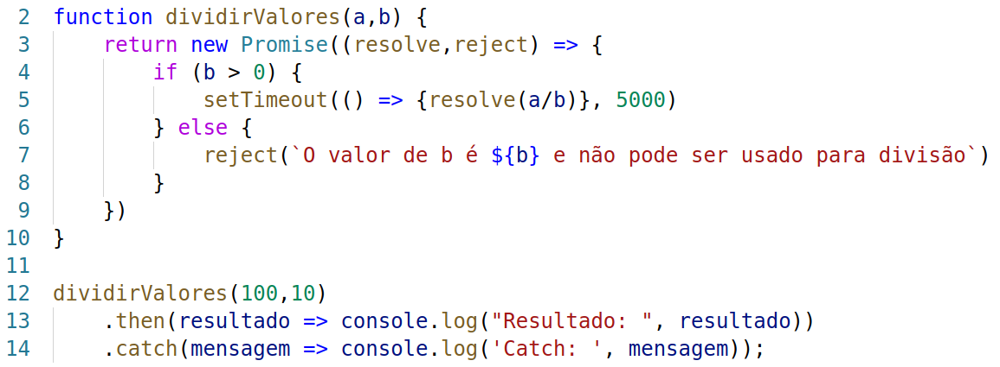 2 function dividirValores(a,b) {
3 return new Promise((resolve,reject) => {
4 if (b > 0) {
5 setTimeout(() => {resolve(a/b)}, 5000)
6 } else {
7 reject(`O valor de b é ${b} e não pode ser usado para divisão`)
8 }
9 })
10 }
11
12 dividirValores(100,10)
13 .then(resultado => console.log("Resultado: ", resultado))
14 .catch(mensagem => console.log('Catch: ', mensagem));